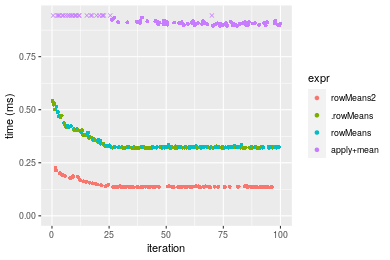 time (ms)
0.75
0.50
0.25
0.00
0
25
50
75
100
iteration
expr
rowMeans2
.rowMeans
rowMeans
apply+mean